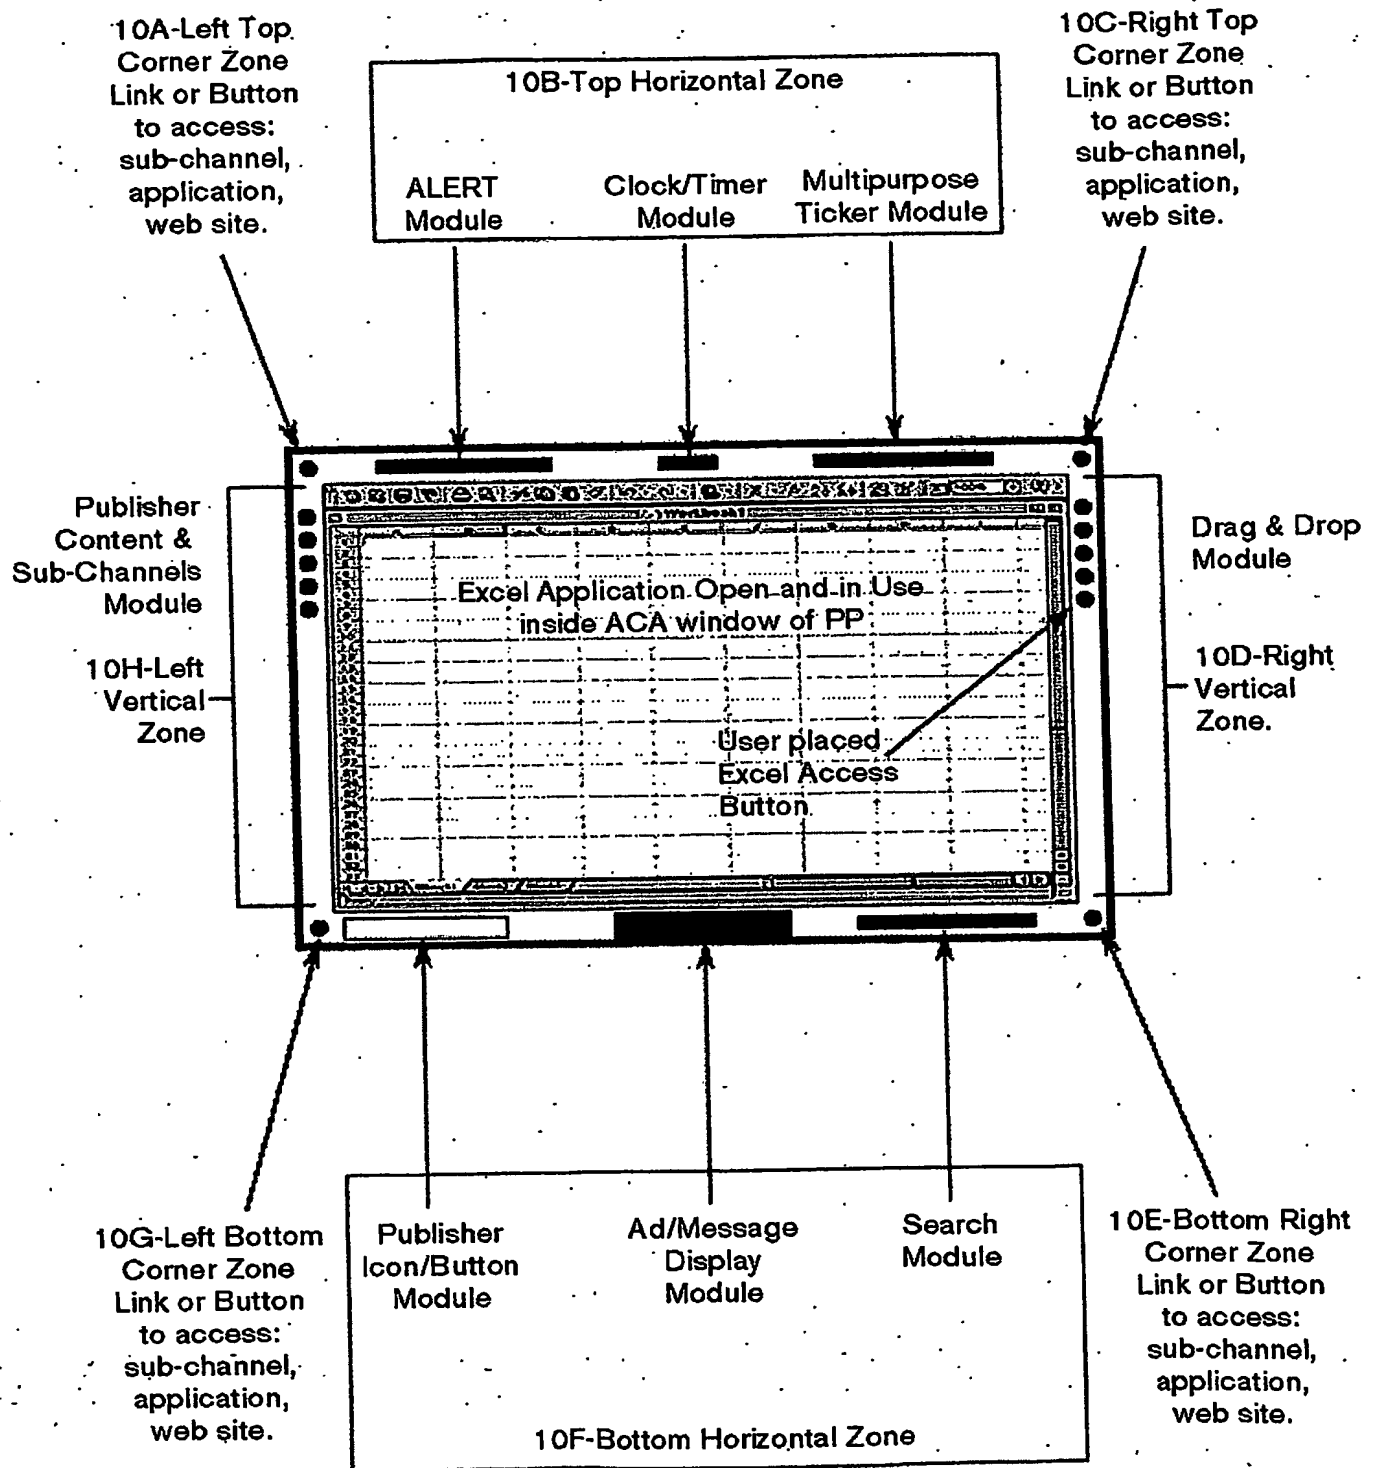 10A-Left Top
Corner Zone
Link or Button
to access:
sub-channel,
application,
web site.
10B-Top Horizontal Zone
ALERT
Module
Clock/Timer
Module
Multipurpose
Ticker Module
10C-Right Top
Corner Zone
Link or Button
to access:
sub-channel,
application,
web site.
Publisher
Content &
Sub-Channels
Module
10H-Left
Vertical
Zone
Workbook1
Excel Application Open and in Use
inside ACA window of PP
User placed
Excel Access
Button
Drag & Drop
Module
10D-Right
Vertical
Zone.
10G-Left Bottom
Corner Zone
Link or Button
to access:
sub-channel,
application,
web site.
Publisher
Icon/Button
Module
Ad/Message
Display
Module
Search
Module
10F-Bottom Horizontal Zone
10E-Bottom Right
Corner Zone
Link or Button
to access:
sub-channel,
application,
web site.